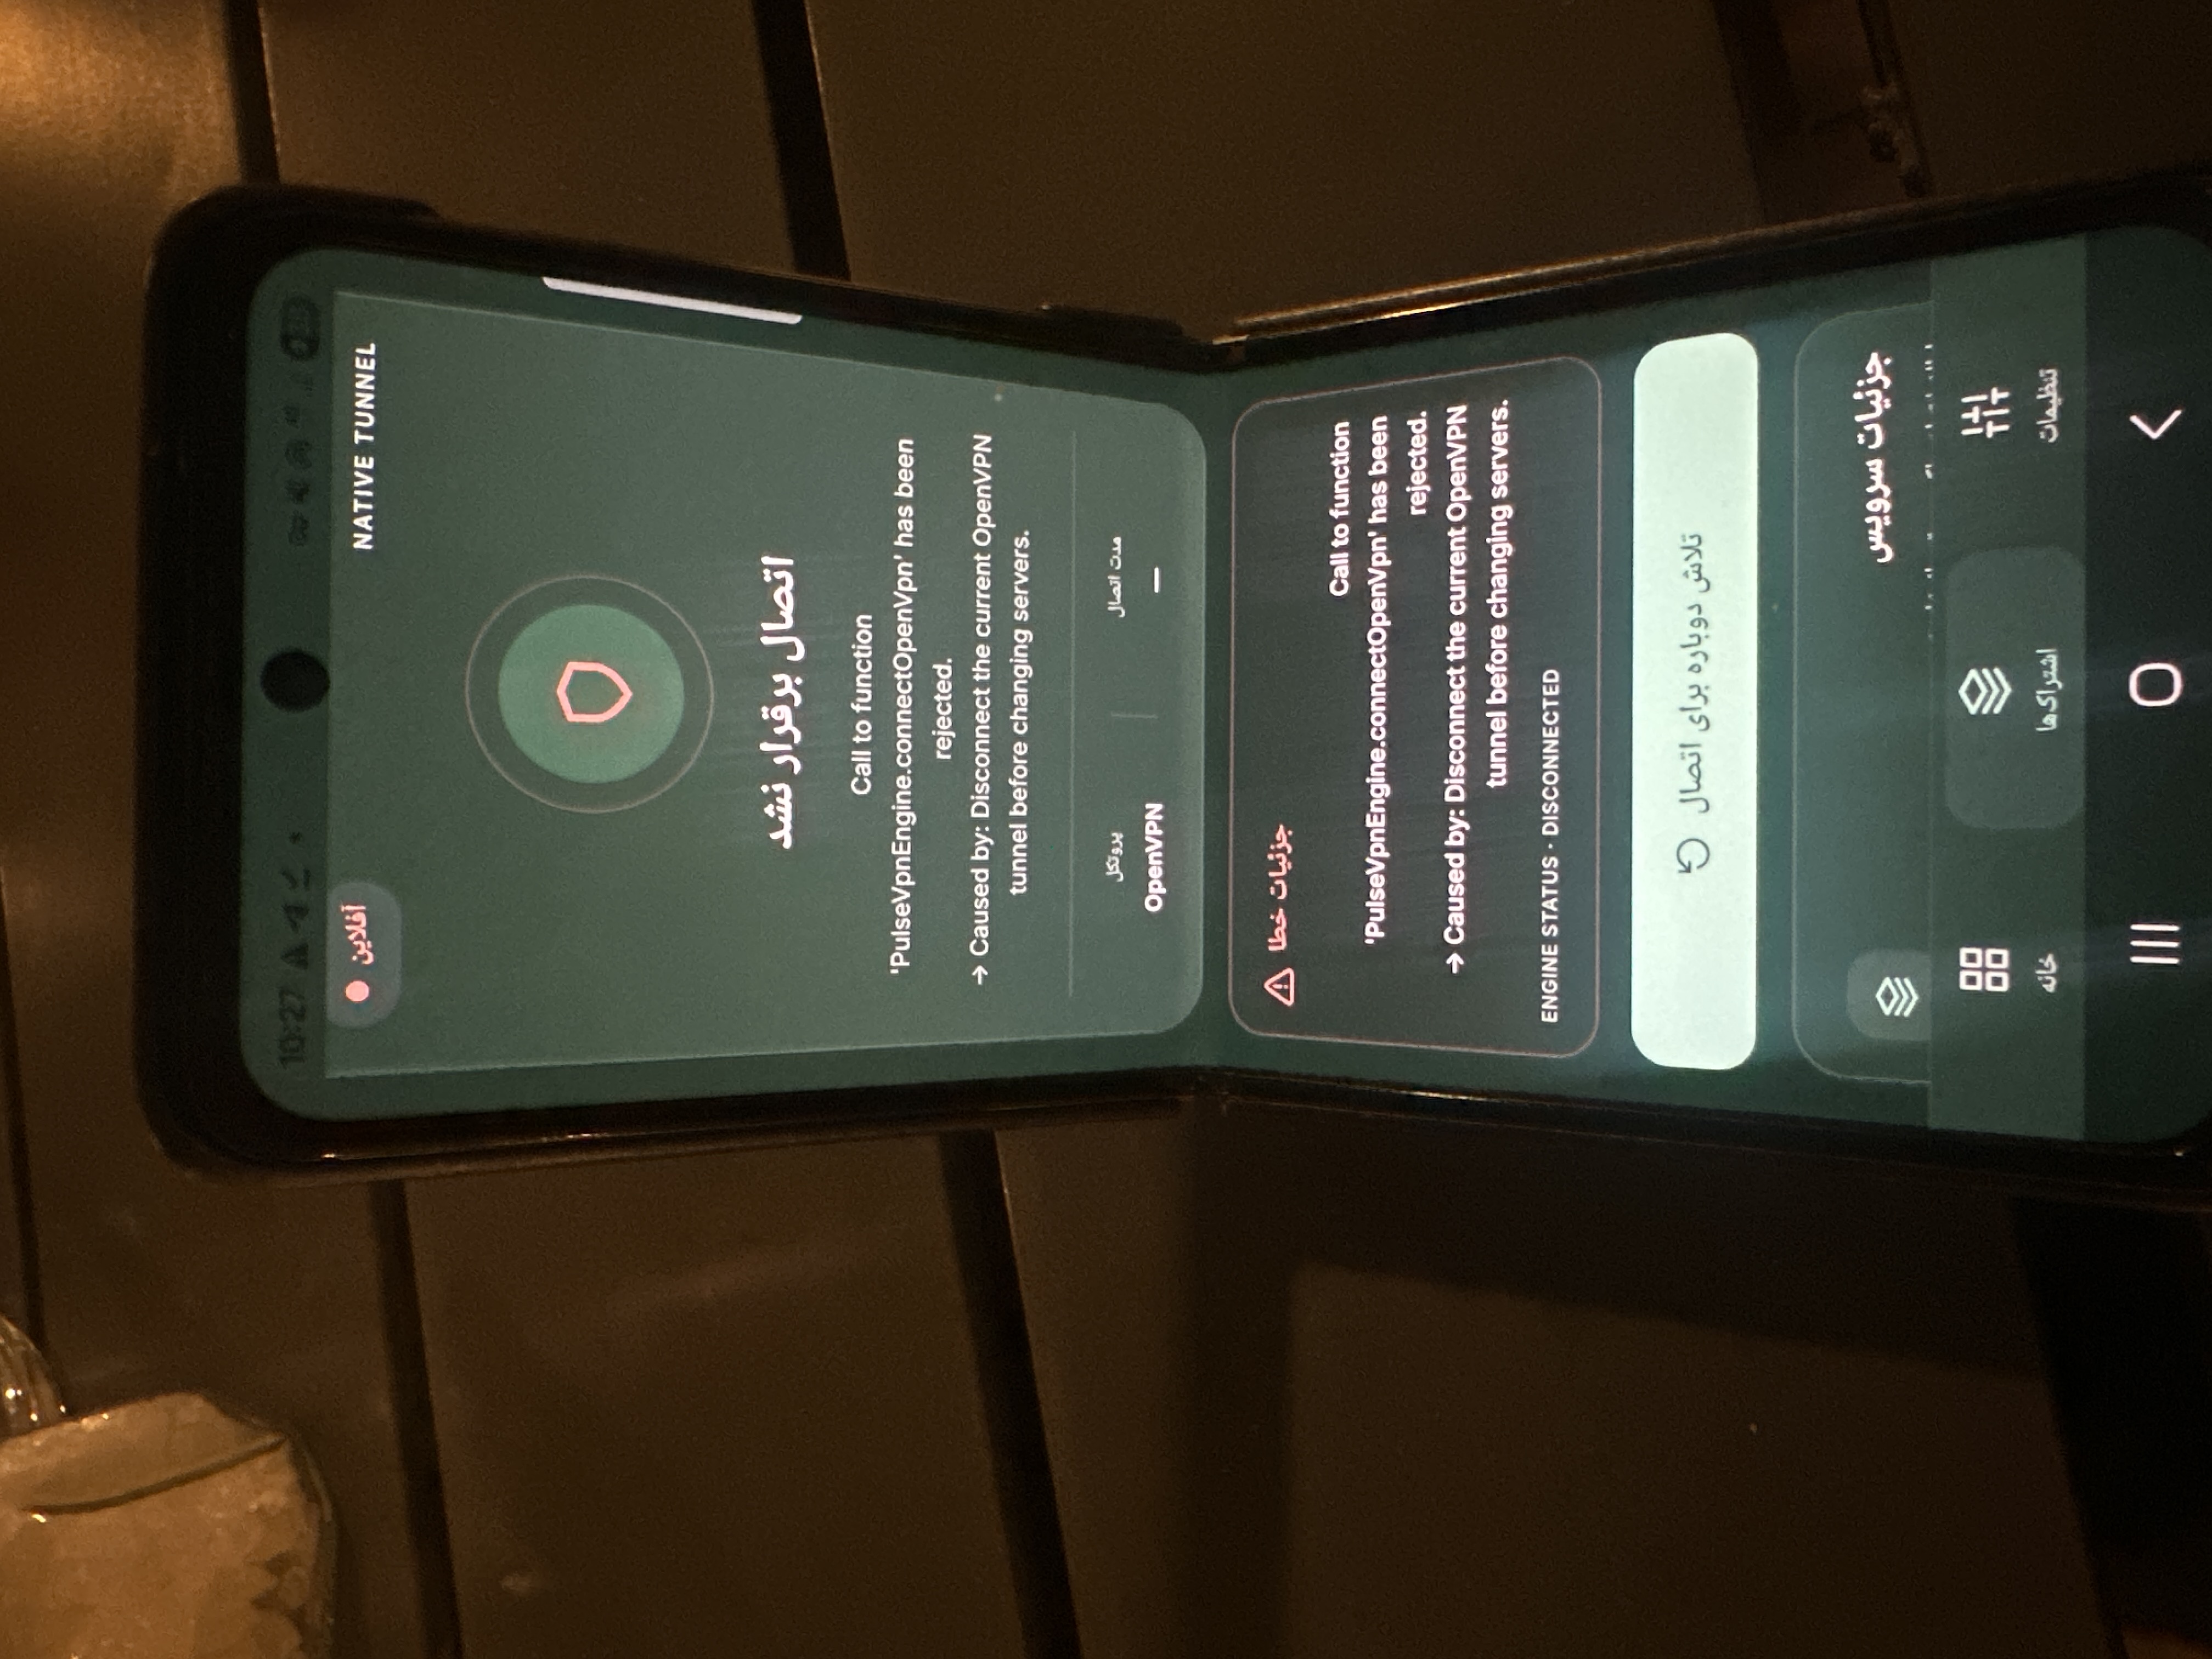 10:27
آفلاین
NATIVE TUNNEL
اتصال برقرار نشد
Call to function
'PulseVpnEngine.connectOpenVpn' has been
rejected.
→ Caused by: Disconnect the current OpenVPN
tunnel before changing servers.
مدت اتصال
—
پروتکل
OpenVPN
جزئیات خطا
Call to function
'PulseVpnEngine.connectOpenVpn' has been
rejected.
→ Caused by: Disconnect the current OpenVPN
tunnel before changing servers.
ENGINE STATUS · DISCONNECTED
تلاش دوباره برای اتصال
جزئیات سرویس
تنظیمات
اشتراک‌ها
خانه